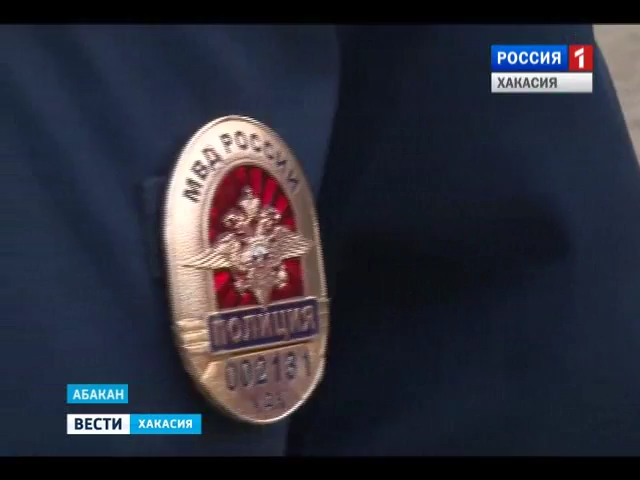 РОССИЯ 1
ХАКАСИЯ
МВД РОССИИ
ПОЛИЦИЯ
002131
АБАКАН
ВЕСТИ ХАКАСИЯ